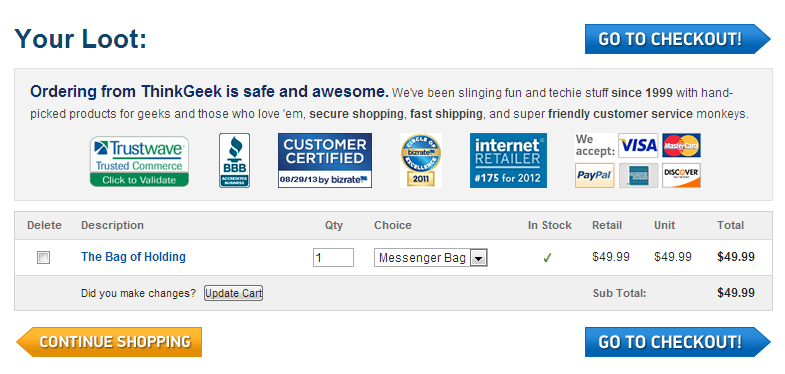 Your Loot:
GO TO CHECKOUT!
Ordering from ThinkGeek is safe and awesome. We've been slinging fun and techie stuff since 1999 with hand-
picked products for geeks and those who love 'em, secure shopping, fast shipping, and super friendly customer service monkeys.
Trustwave
Trusted Commerce
Click to Validate
BBB
ACCREDITED
BUSINESS
CUSTOMER
CERTIFIED
08/29/13 by bizrate
CIRCLE OF
bizrate
EXCELLENCE
2011
internet
RETAILER
#175 for 2012
We
accept:
VISA
MasterCard
PayPal
DISCOVER
Delete Description Qty Choice In Stock Retail Unit Total
The Bag of Holding 1 Messenger Bag $49.99 $49.99 $49.99
Did you make changes? Update Cart Sub Total: $49.99
CONTINUE SHOPPING
GO TO CHECKOUT!